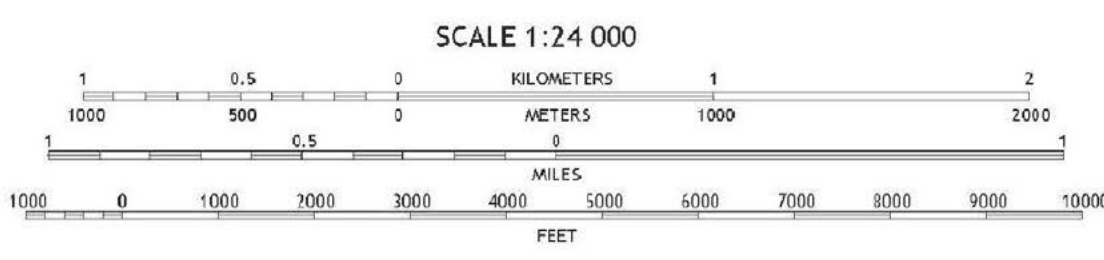 SCALE 1:24 000
1 0.5 0 KILOMETERS 1 2
1000 500 0 METERS 1000 2000
1 0.5 0 1
MILES
1000 0 1000 2000 3000 4000 5000 6000 7000 8000 9000 10000
FEET